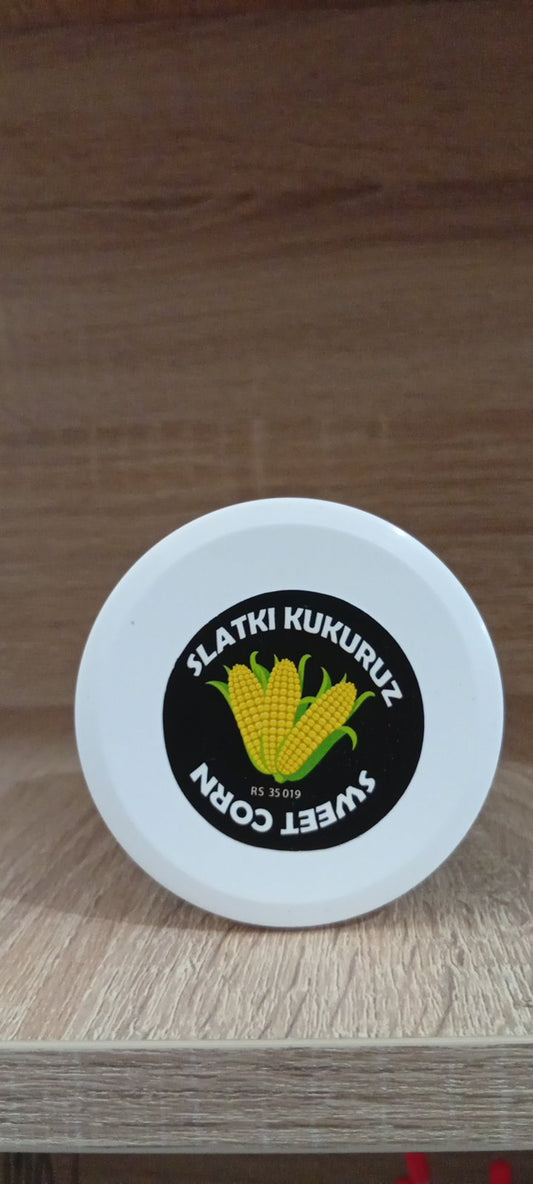 SLATKI KUKURUZ
RS 35 019
SWEET CORN